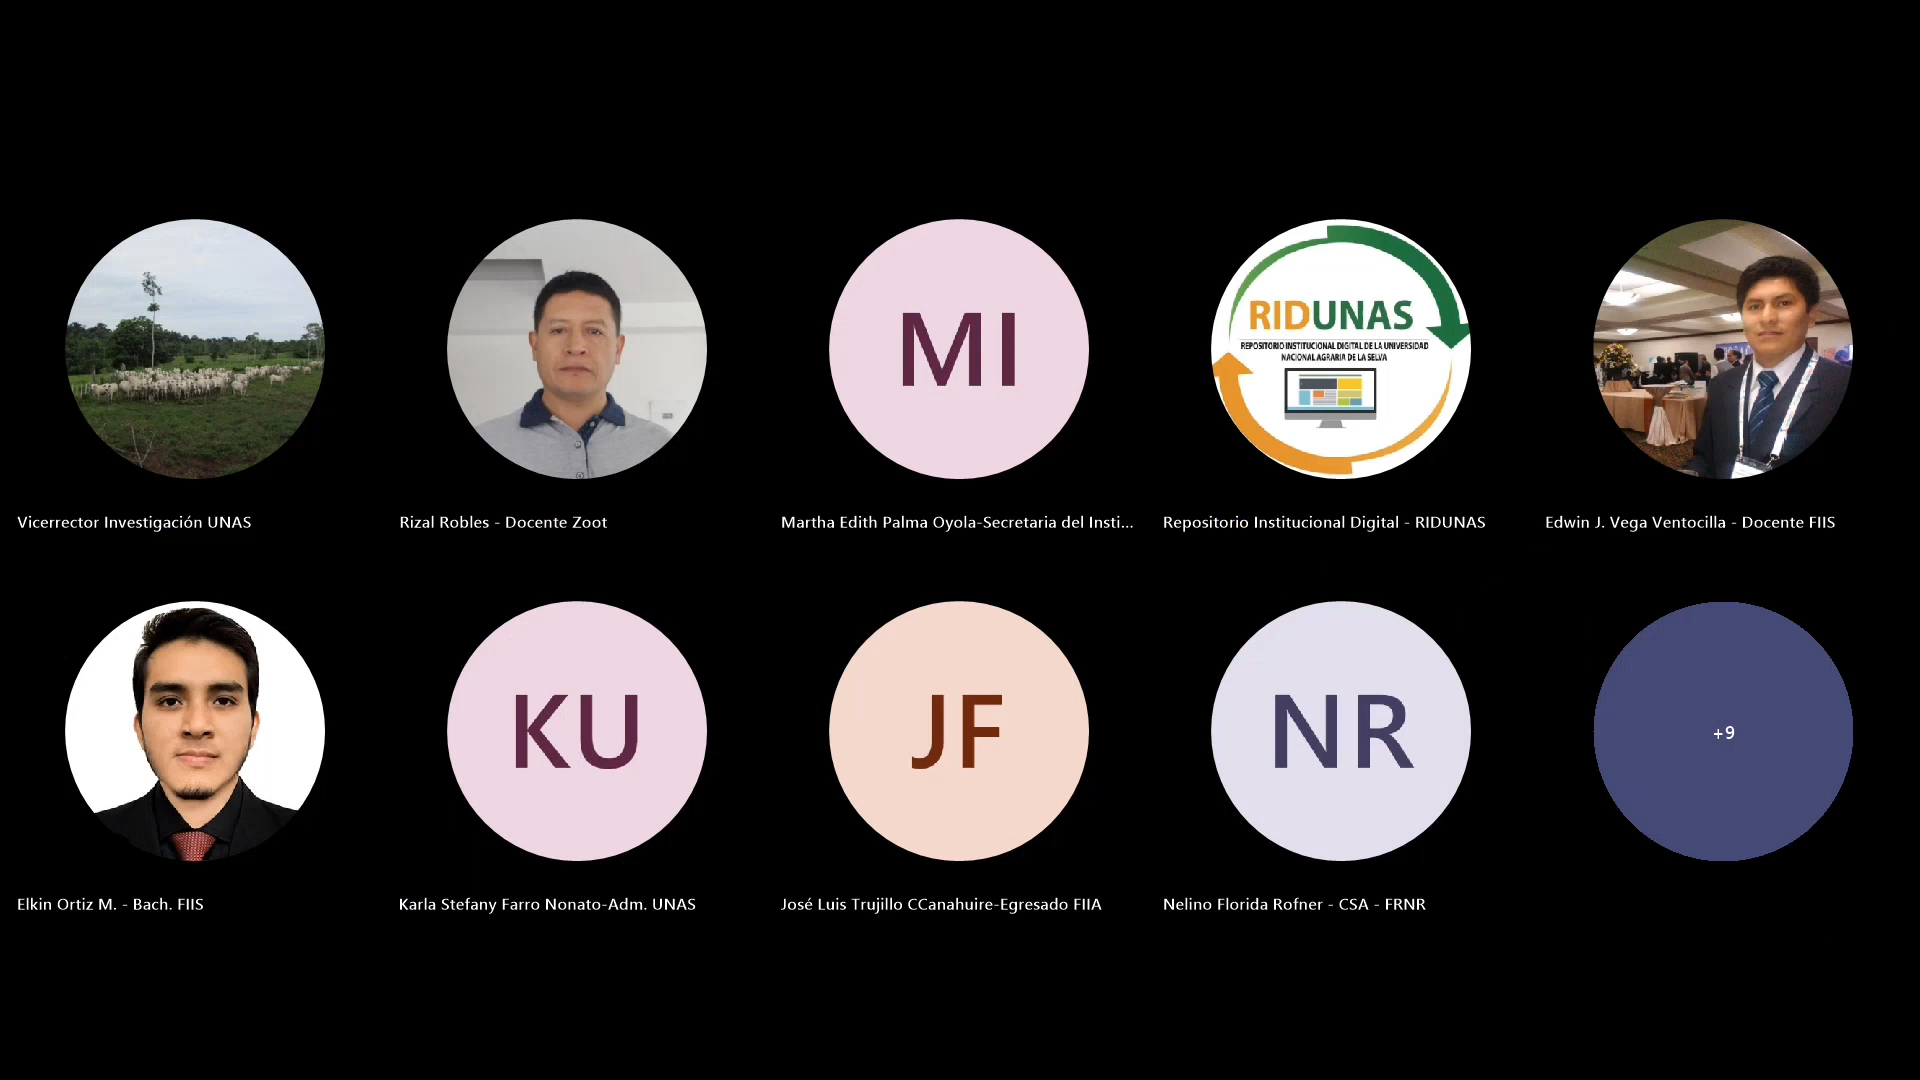 MI
RIDUNAS
REPOSITORIO INSTITUCIONAL DIGITAL DE LA UNIVERSIDAD
NACIONAL AGRARIA DE LA SELVA
Vicerrector Investigación UNAS
Rizal Robles - Docente Zoot
Martha Edith Palma Oyola-Secretaria del Insti...
Repositorio Institucional Digital - RIDUNAS
Edwin J. Vega Ventocilla - Docente FIIS
KU
JF
NR
+9
Elkin Ortiz M. - Bach. FIIS
Karla Stefany Farro Nonato-Adm. UNAS
José Luis Trujillo CCanahuire-Egresado FIIA
Nelino Florida Rofner - CSA - FRNR